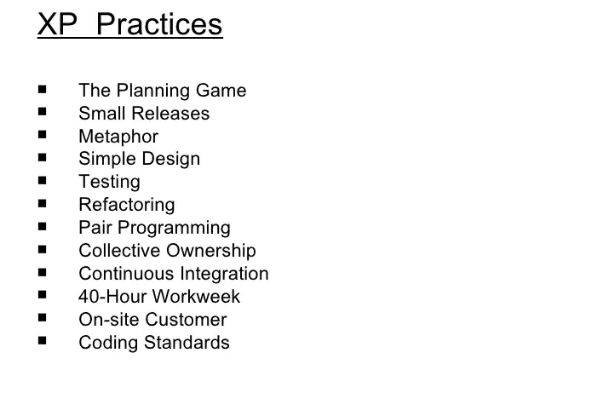 XP Practices
▪ The Planning Game
▪ Small Releases
▪ Metaphor
▪ Simple Design
▪ Testing
▪ Refactoring
▪ Pair Programming
▪ Collective Ownership
▪ Continuous Integration
▪ 40-Hour Workweek
▪ On-site Customer
▪ Coding Standards